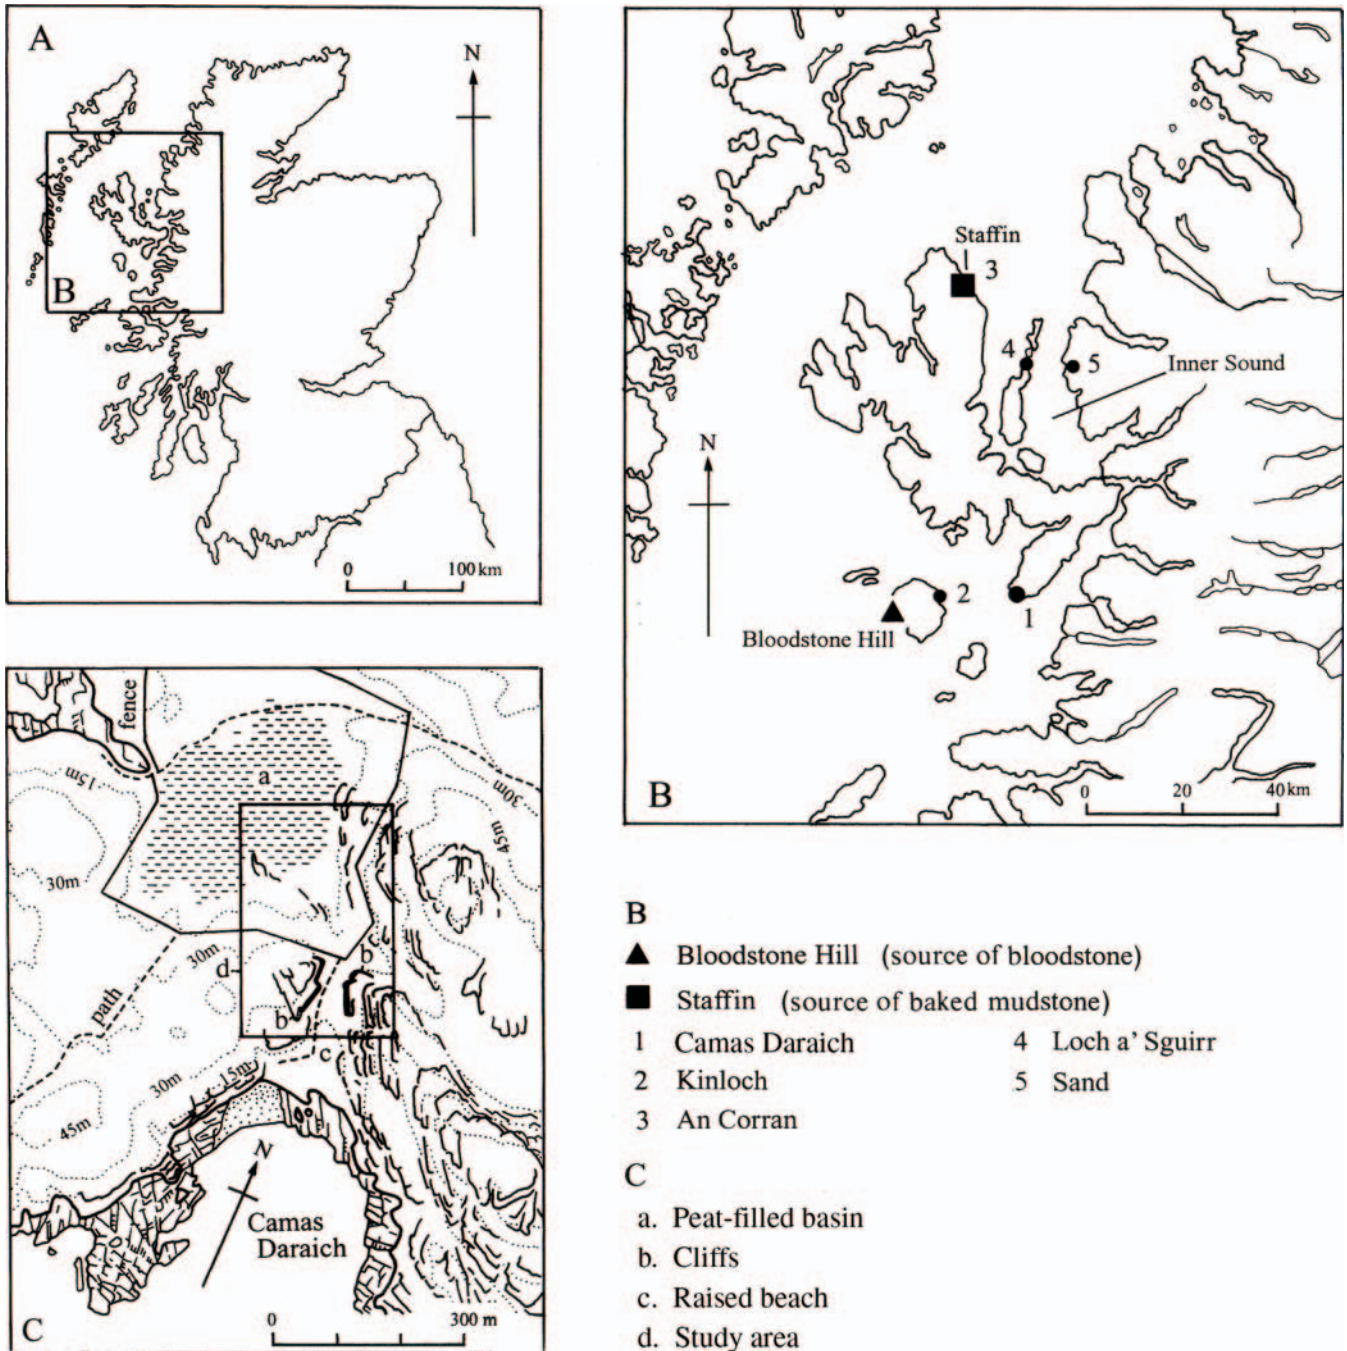 A
N
B
0 100 km
N
Staffin
3
4
5
Inner Sound
2
1
Bloodstone Hill
B
0 20 40 km
fence
a
15m
30m
45m
30m
30m
b
d
path
b
c
15m
30m
45m
N
Camas
Daraich
C
0 300 m
B
▲ Bloodstone Hill (source of bloodstone)
■ Staffin (source of baked mudstone)
1 Camas Daraich
2 Kinloch
3 An Corran
4 Loch a' Sguirr
5 Sand
C
a. Peat-filled basin
b. Cliffs
c. Raised beach
d. Study area